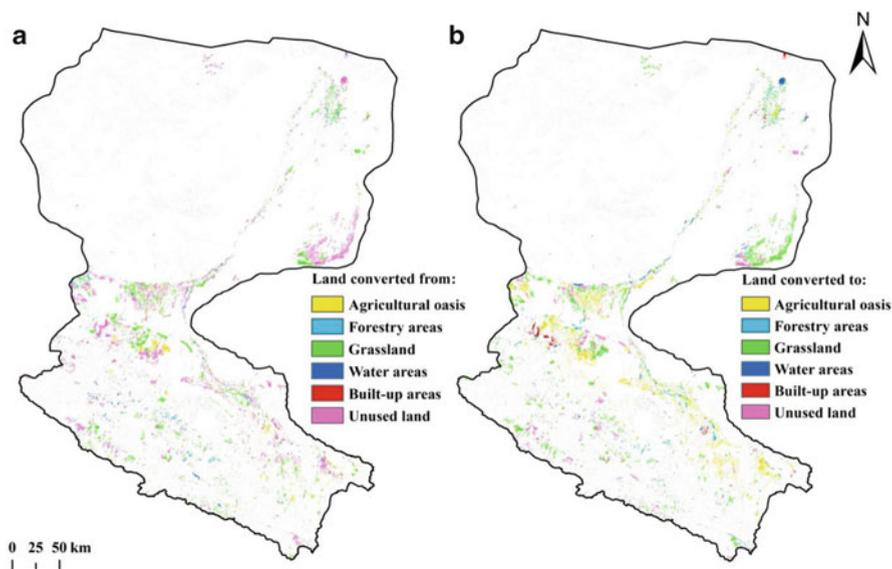 a
b
N
Land converted from:
Agricultural oasis
Forestry areas
Grassland
Water areas
Built-up areas
Unused land
Land converted to:
Agricultural oasis
Forestry areas
Grassland
Water areas
Built-up areas
Unused land
0 25 50 km